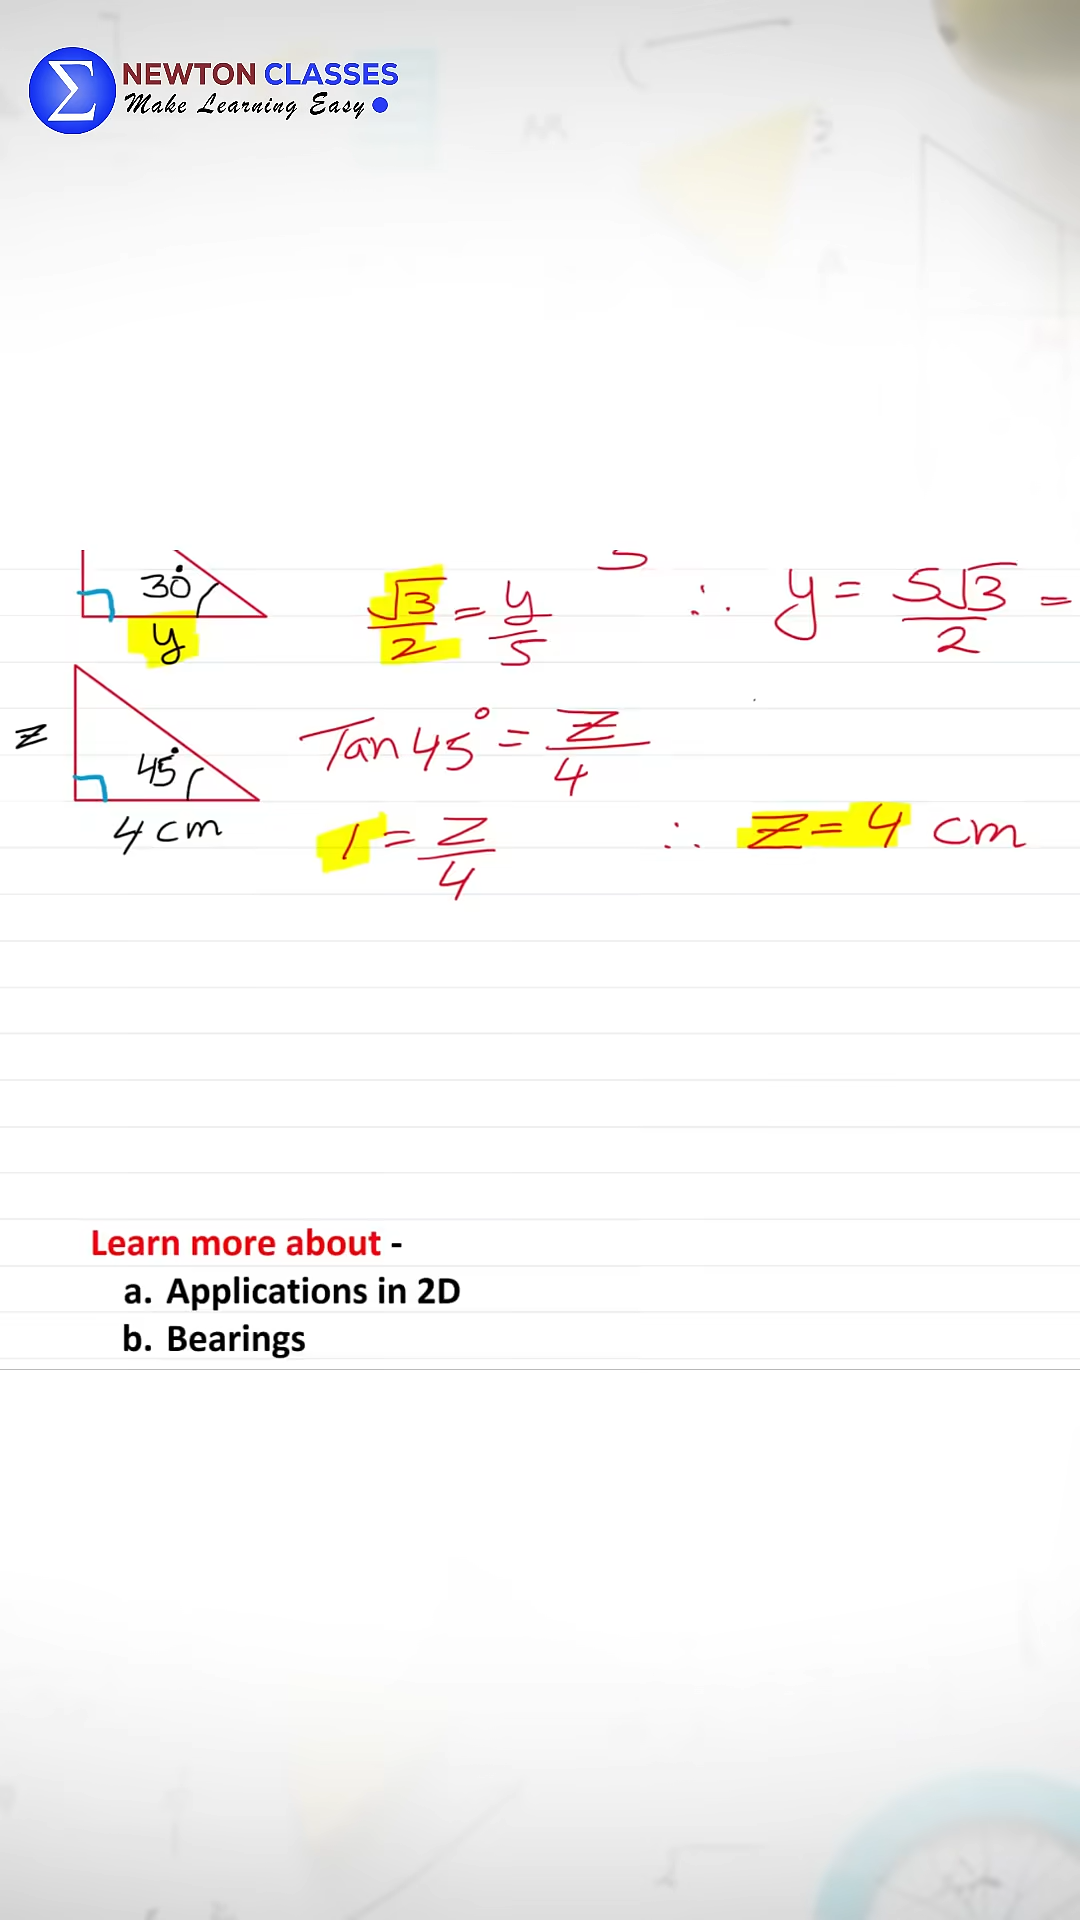 NEWTON CLASSES
Make Learning Easy
5
30°
√3/2 = y/5 ∴ y = 5√3/2 =
y
z
45°
Tan 45° = z/4
4 cm
1 = z/4 ∴ z = 4 cm
Learn more about -
a. Applications in 2D
b. Bearings